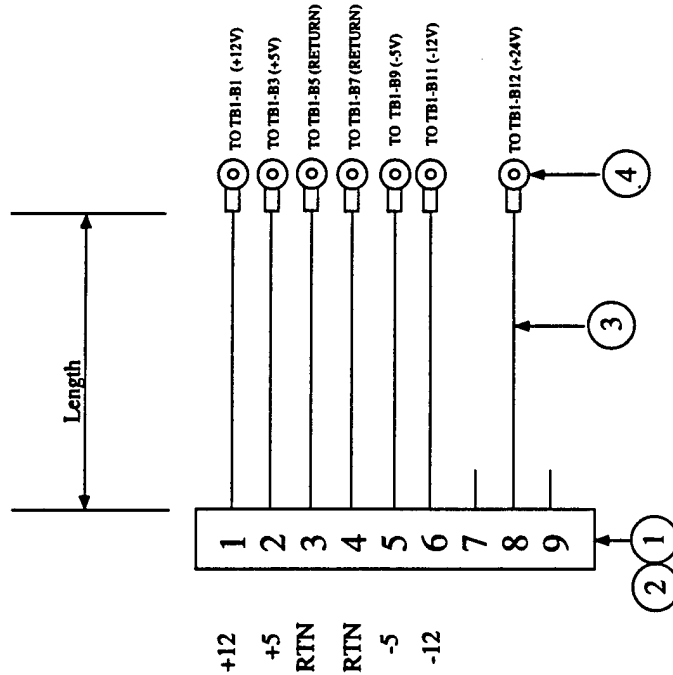 Length
+12
1
TO TB1-B1 (+12V)
+5
2
TO TB1-B3 (+5V)
RTN
3
TO TB1-B5 (RETURN)
RTN
4
TO TB1-B7 (RETURN)
-5
5
TO TB1-B9 (-5V)
-12
6
TO TB1-B11 (-12V)
7
8
TO TB1-B12 (+24V)
9
4
3
1
2